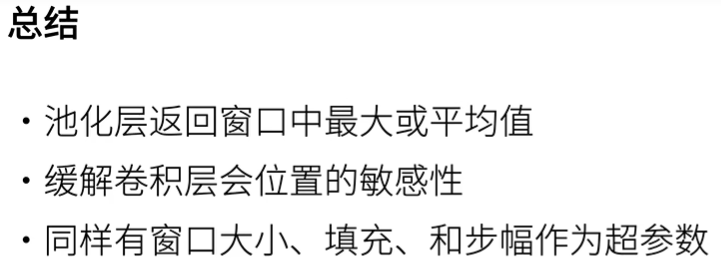 总结
• 池化层返回窗口中最大或平均值
• 缓解卷积层会位置的敏感性
• 同样有窗口大小、填充、和步幅作为超参数